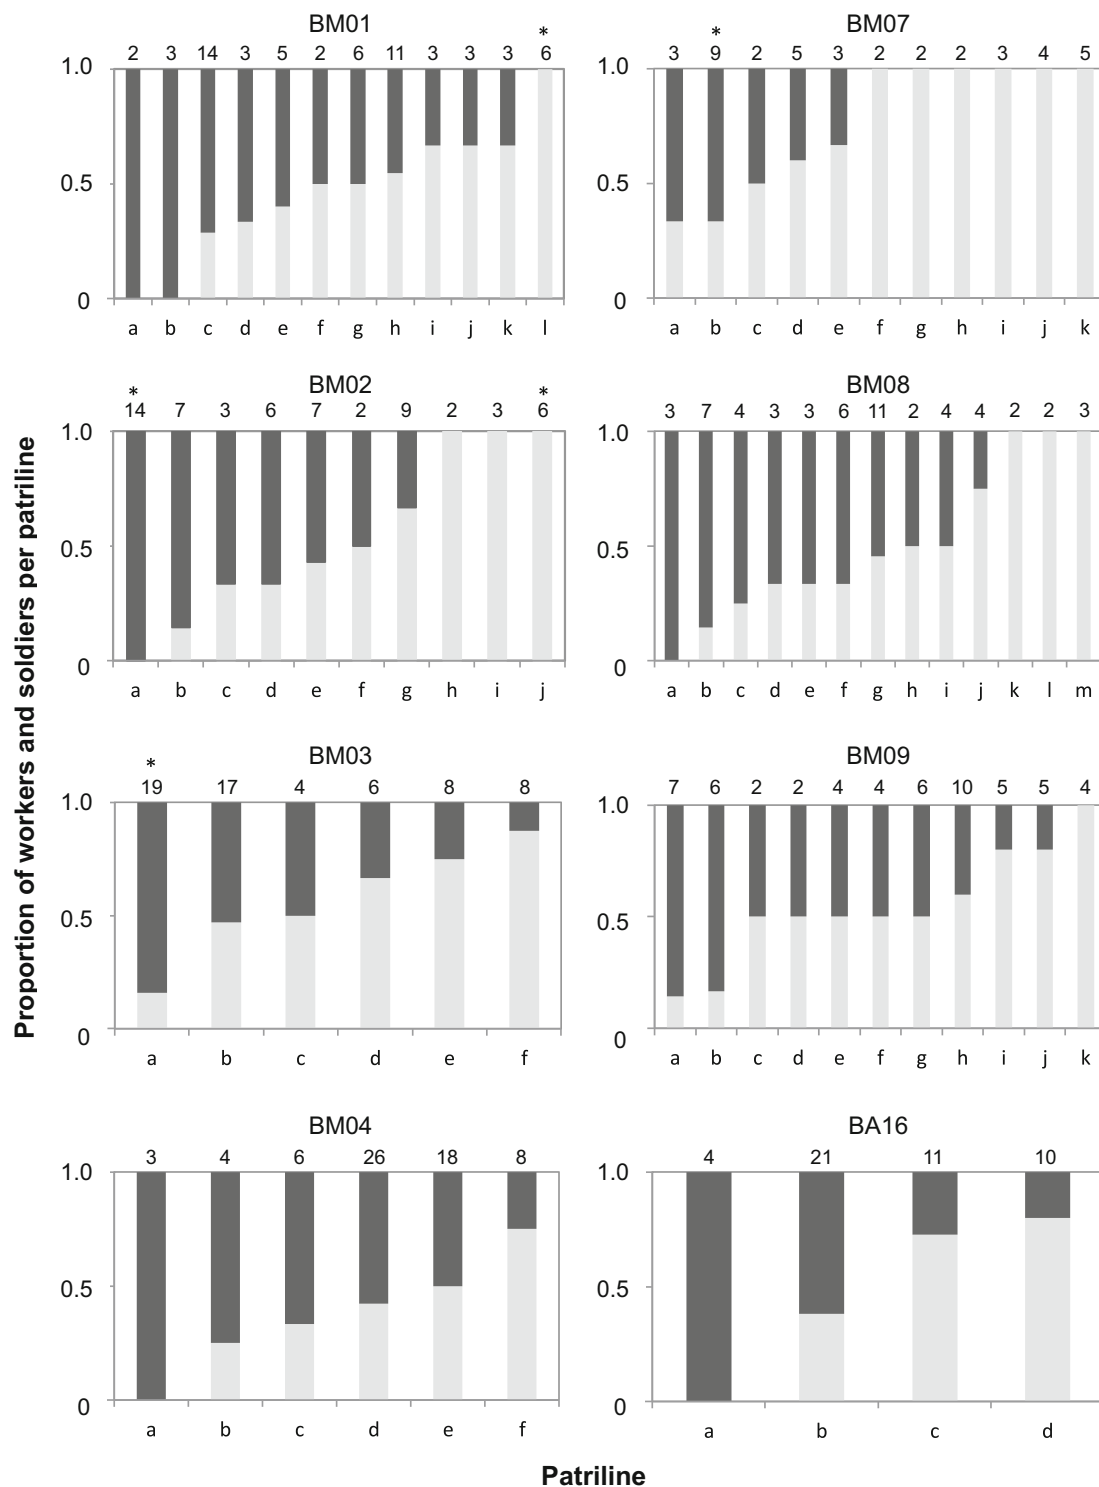 Proportion of workers and soldiers per patriline
BM01
*
2 3 14 3 5 2 6 11 3 3 3 6
1.0
0.5
0
a b c d e f g h i j k l
BM07
*
3 9 2 5 3 2 2 2 3 4 5
1.0
0.5
0
a b c d e f g h i j k
BM02
* *
14 7 3 6 7 2 9 2 3 6
1.0
0.5
0
a b c d e f g h i j
BM08
3 7 4 3 3 6 11 2 4 4 2 2 3
1.0
0.5
0
a b c d e f g h i j k l m
BM03
*
19 17 4 6 8 8
1.0
0.5
0
a b c d e f
BM09
7 6 2 2 4 4 6 10 5 5 4
1.0
0.5
0
a b c d e f g h i j k
BM04
3 4 6 26 18 8
1.0
0.5
0
a b c d e f
BA16
4 21 11 10
1.0
0.5
0
a b c d
Patriline